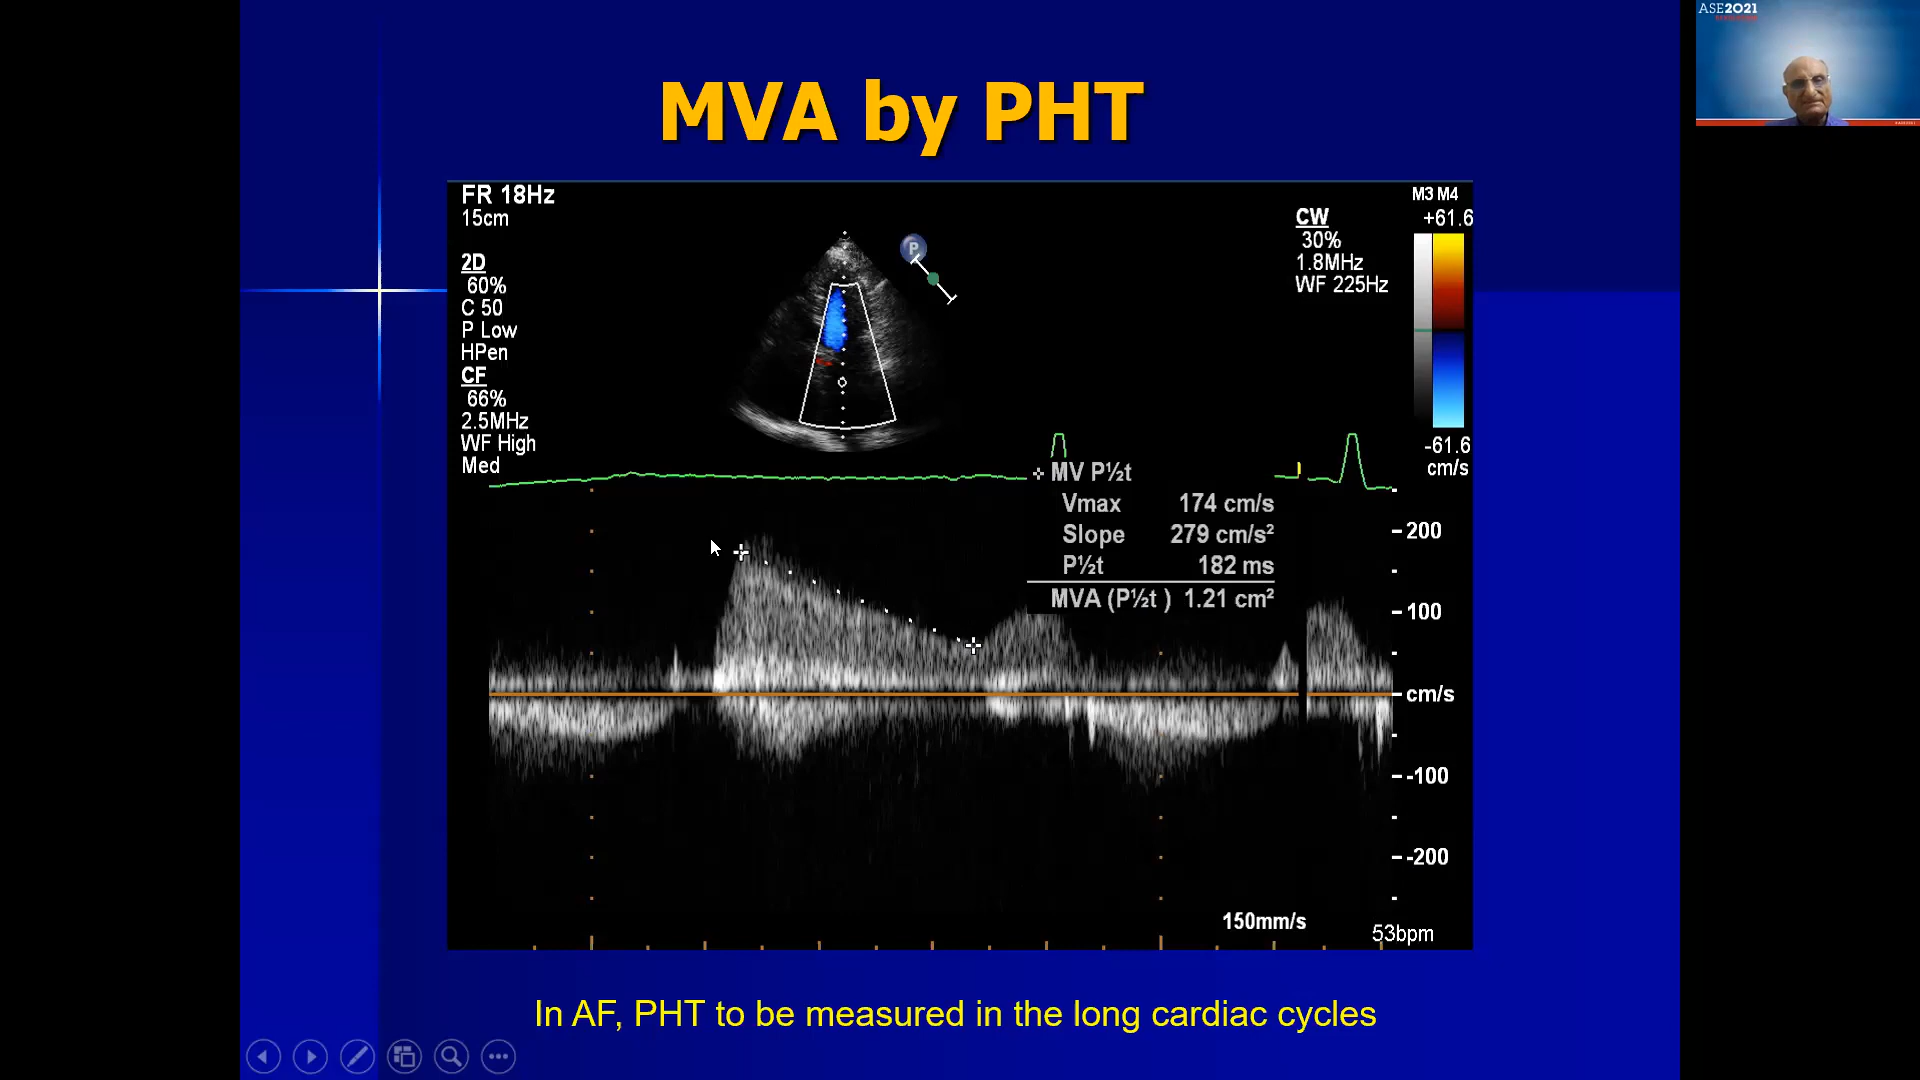 ASE2021
MVA by PHT
FR 18Hz
15cm
2D
60%
C 50
P Low
HPen
CF
66%
2.5MHz
WF High
Med
P
CW
30%
1.8MHz
WF 225Hz
M3 M4
+61.6
-61.6
cm/s
MV P½t
Vmax 174 cm/s
Slope 279 cm/s²
P½t 182 ms
MVA (P½t ) 1.21 cm²
200
100
cm/s
-100
-200
150mm/s
53bpm
In AF, PHT to be measured in the long cardiac cycles